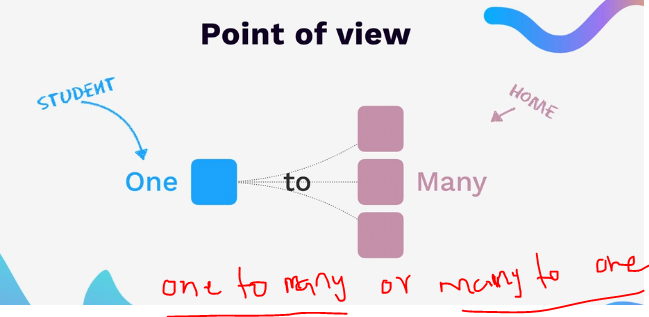 Point of view
STUDENT
HOME
One to Many
one to many or many to one